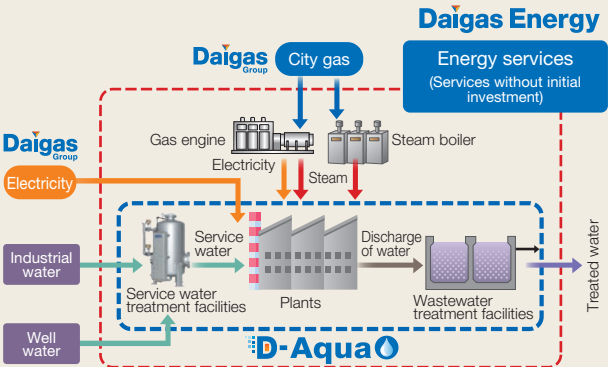 Daigas Energy
Energy services
(Services without initial
investment)
Daigas
Group
City gas
Gas engine
Steam boiler
Electricity
Steam
Daigas
Group
Electricity
Industrial
water
Service
water
Discharge
of water
Treated water
Service water
treatment facilities
Plants
Wastewater
treatment facilities
Well
water
D-Aqua